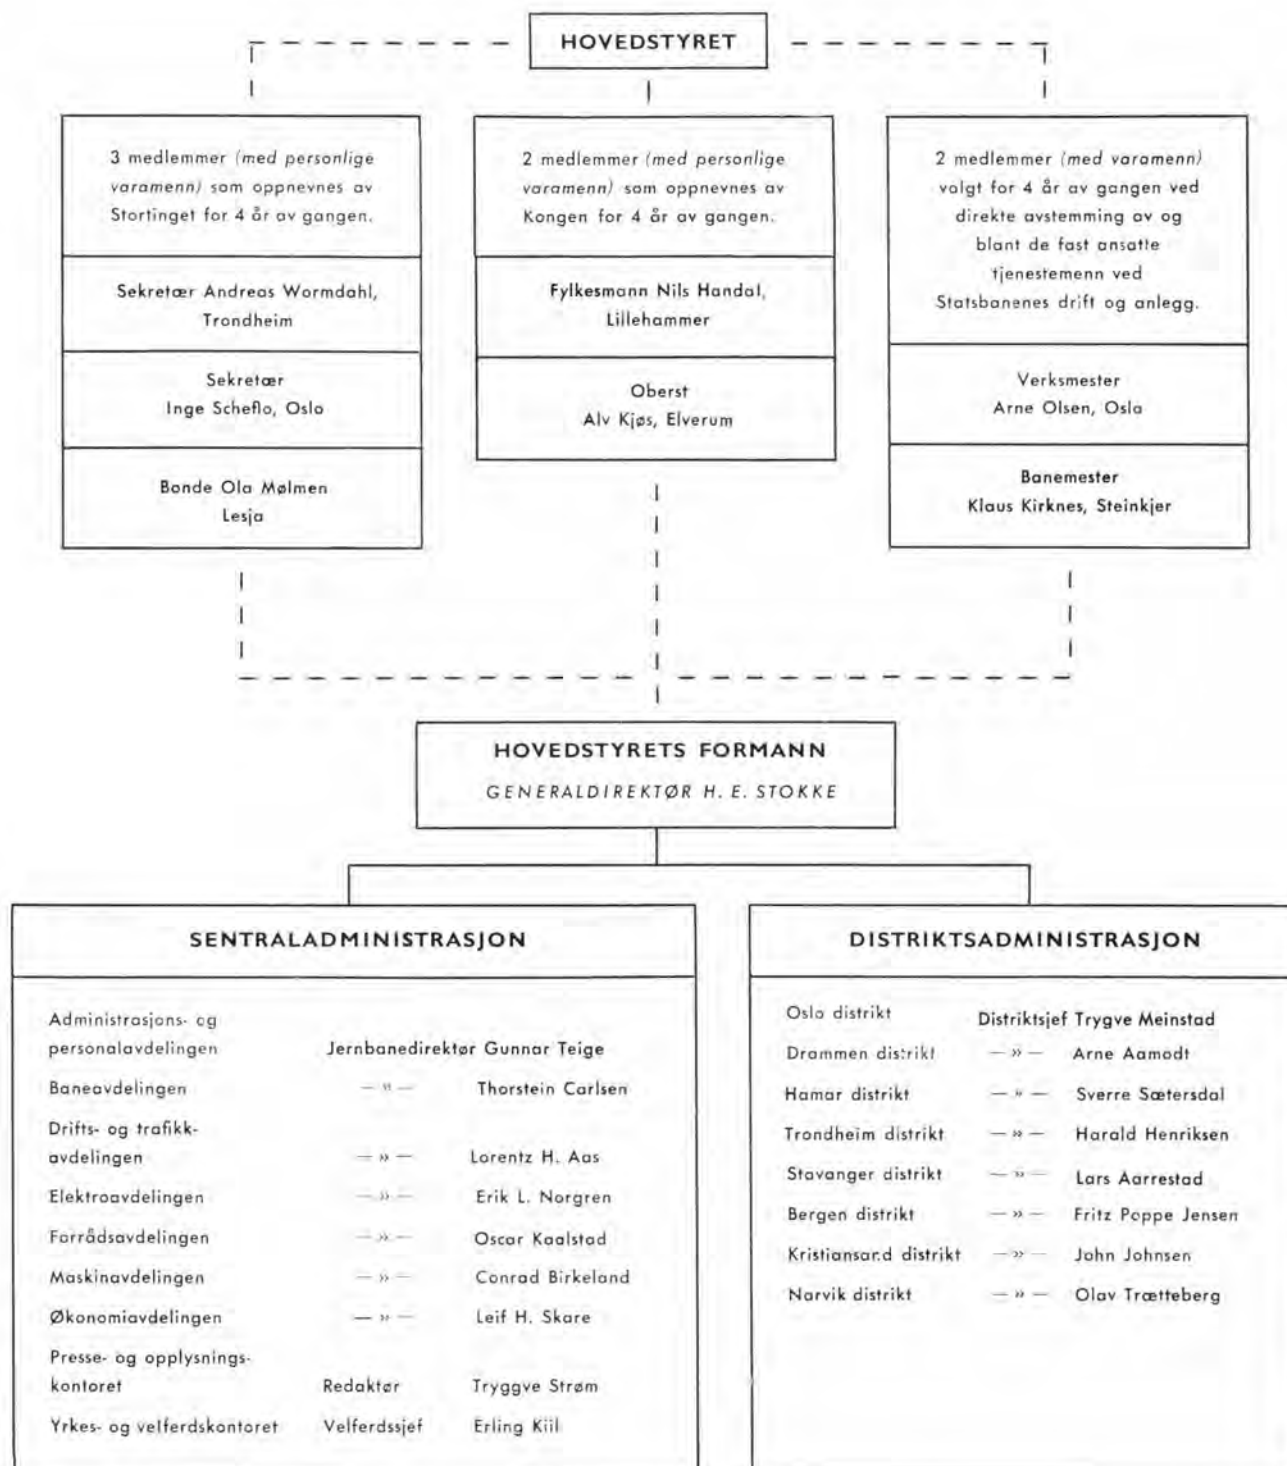 HOVEDSTYRET
3 medlemmer (med personlige
varamenn) som oppnevnes av
Stortinget for 4 år av gangen.
Sekretær Andreas Wormdahl,
Trondheim
Sekretær
Inge Scheflo, Oslo
Bonde Ola Mølmen
Lesja
2 medlemmer (med personlige
varamenn) som oppnevnes av
Kongen for 4 år av gangen.
Fylkesmann Nils Handal,
Lillehammer
Oberst
Alv Kjøs, Elverum
2 medlemmer (med varamenn)
valgt for 4 år av gangen ved
direkte avstemming av og
blant de fast ansatte
tjenestemenn ved
Statsbanenes drift og anlegg.
Verksmester
Arne Olsen, Oslo
Banemester
Klaus Kirknes, Steinkjer
HOVEDSTYRETS FORMANN
GENERALDIREKTØR H. E. STOKKE
SENTRALADMINISTRASJON
Administrasjons- og
personalavdelingen Jernbanedirektør Gunnar Teige
Baneavdelingen — » — Thorstein Carlsen
Drifts- og trafikk-
avdelingen — » — Lorentz H. Aas
Elektroavdelingen — » — Erik L. Norgren
Forrådsavdelingen — » — Oscar Kaalstad
Maskinavdelingen — » — Conrad Birkeland
Økonomiavdelingen — » — Leif H. Skare
Presse- og opplysnings-
kontoret Redaktør Tryggve Strøm
Yrkes- og velferdskontoret Velferdssjef Erling Kiil
DISTRIKTSADMINISTRASJON
Oslo distrikt Distriktsjef Trygve Meinstad
Drammen distrikt — » — Arne Aamodt
Hamar distrikt — » — Sverre Sætersdal
Trondheim distrikt — » — Harald Henriksen
Stavanger distrikt — » — Lars Aarrestad
Bergen distrikt — » — Fritz Poppe Jensen
Kristiansand distrikt — » — John Johnsen
Narvik distrikt — » — Olav Trætteberg